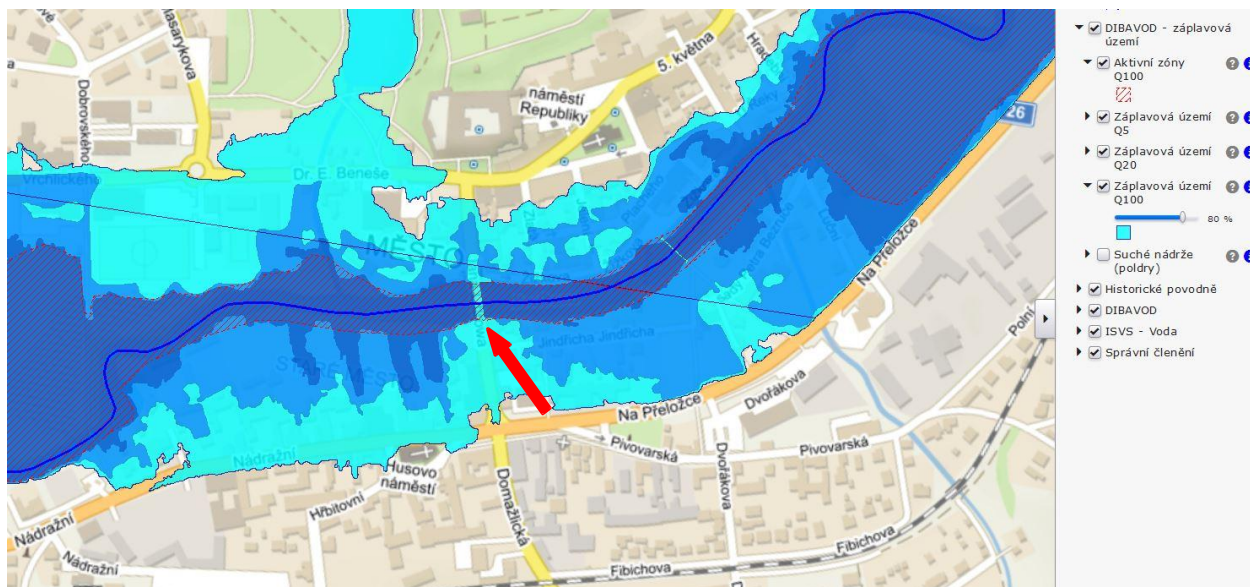 Masarykova
Dobrovského
Vrchlického
Dr. E. Beneše
5. května
náměstí
Republiky
MĚSTO
STARÉ MĚSTO
Jindřicha Jindřicha
Luční
26
Na Přeložce
Na Přeložce
Polní
Dvořákova
Dvořákova
Pivovarská
Pivovarská
Nádražní
Nádražní
Nádražní
Husovo
náměstí
Hřbitovní
Domažlická
Fibichova
Fibichova
DIBAVOD - záplavová
území
Aktivní zóny
Q100
Záplavová území
Q5
Záplavová území
Q20
Záplavová území
Q100
80 %
Suché nádrže
(poldry)
Historické povodně
DIBAVOD
ISVS - Voda
Správní členění